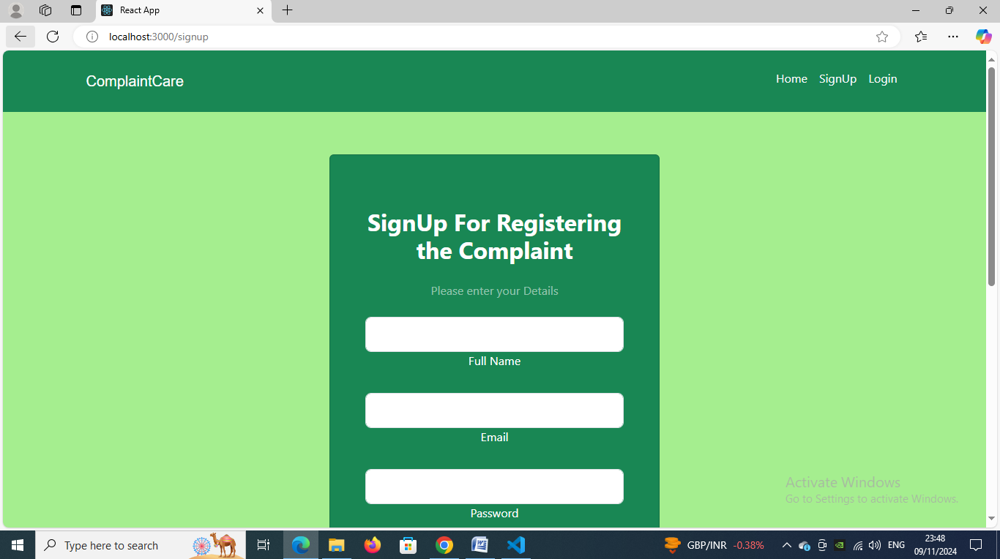 React App
localhost:3000/signup
ComplaintCare
Home SignUp Login
SignUp For Registering
the Complaint
Please enter your Details
Full Name
Email
Password
Activate Windows
Go to Settings to activate Windows.
Type here to search
GBP/INR -0.38%
ENG
23:48
09/11/2024